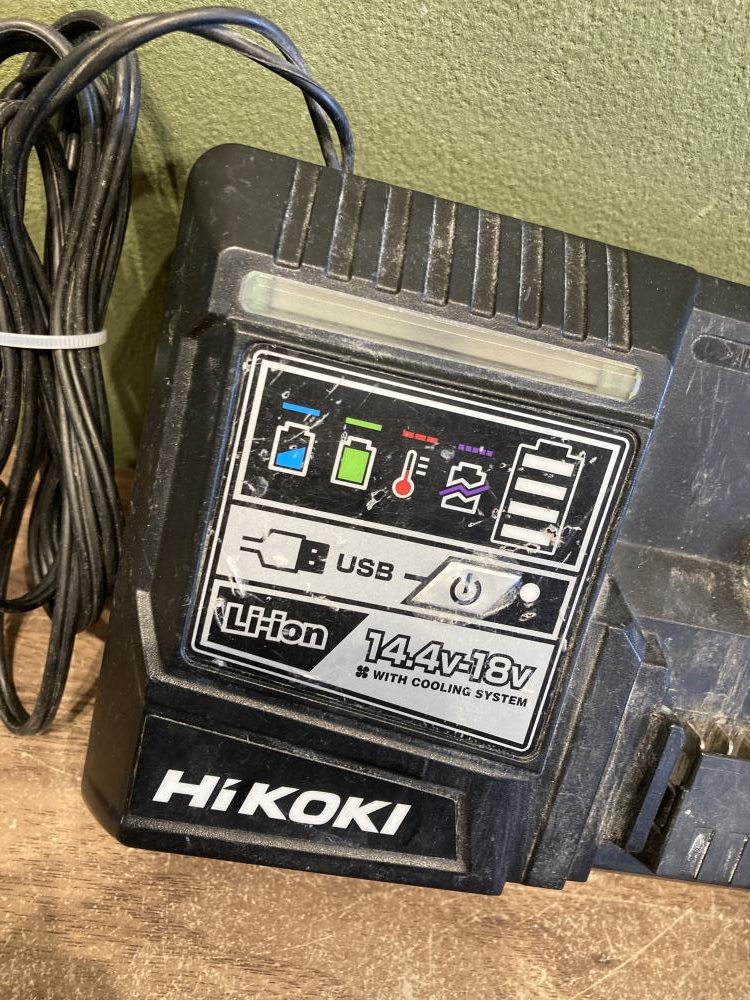 USB
Li-ion
14.4V-18V
WITH COOLING SYSTEM
HiKOKI